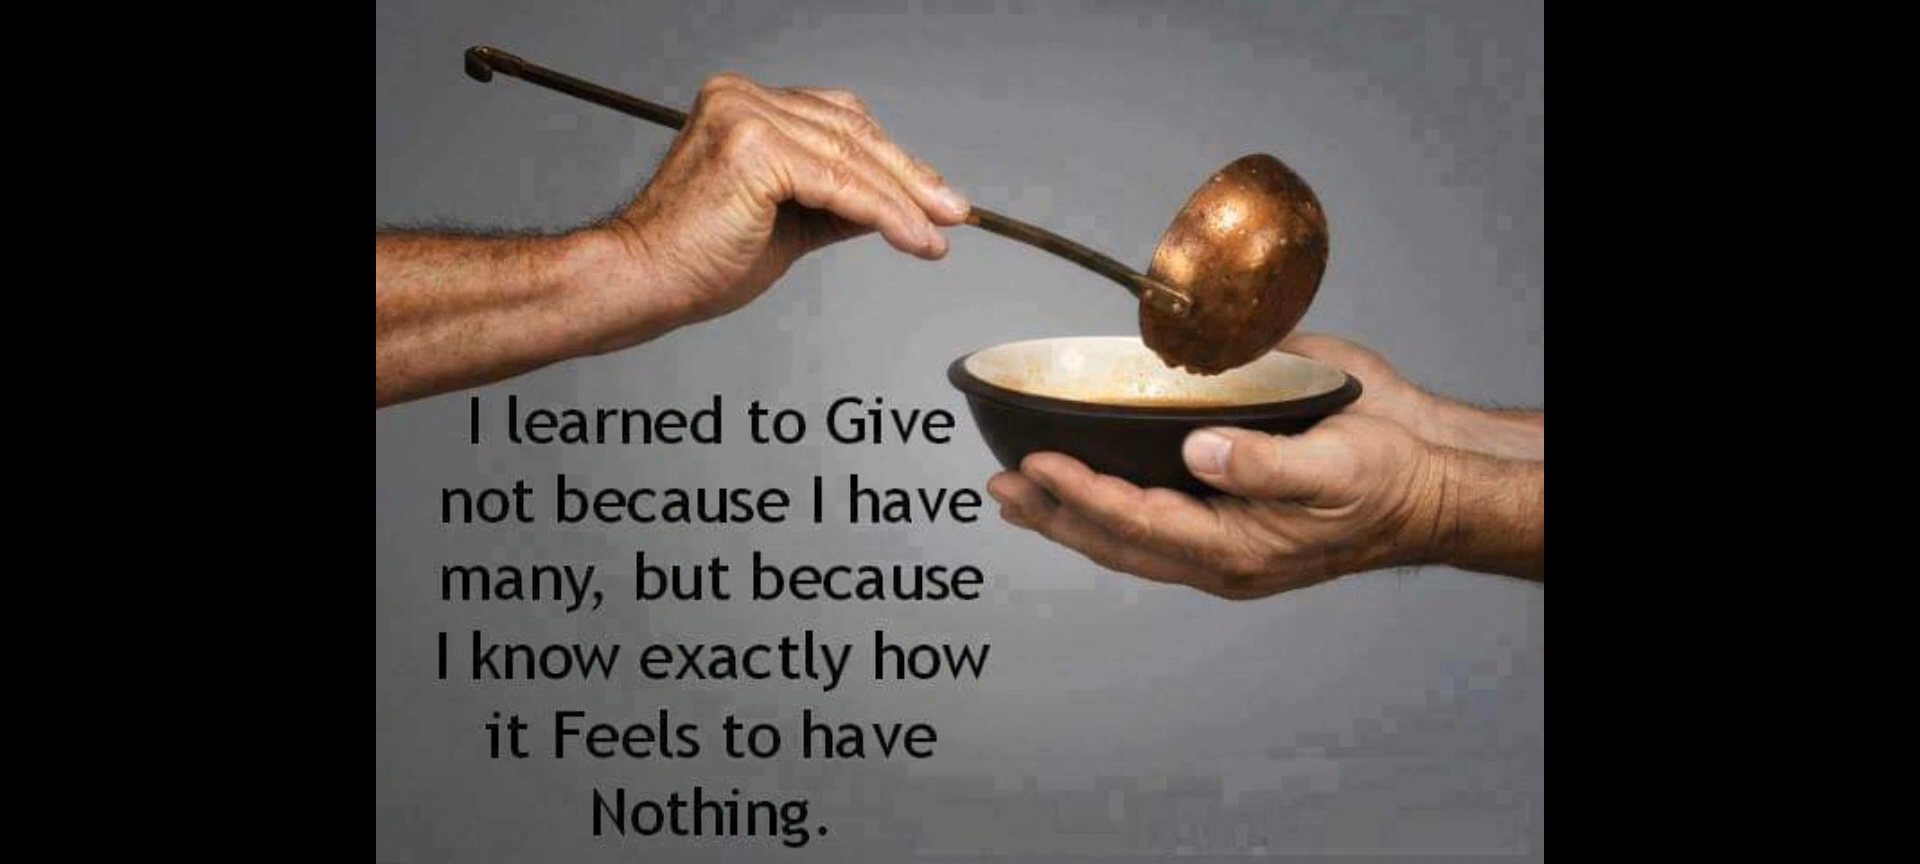 I learned to Give
not because I have
many, but because
I know exactly how
it Feels to have
Nothing.